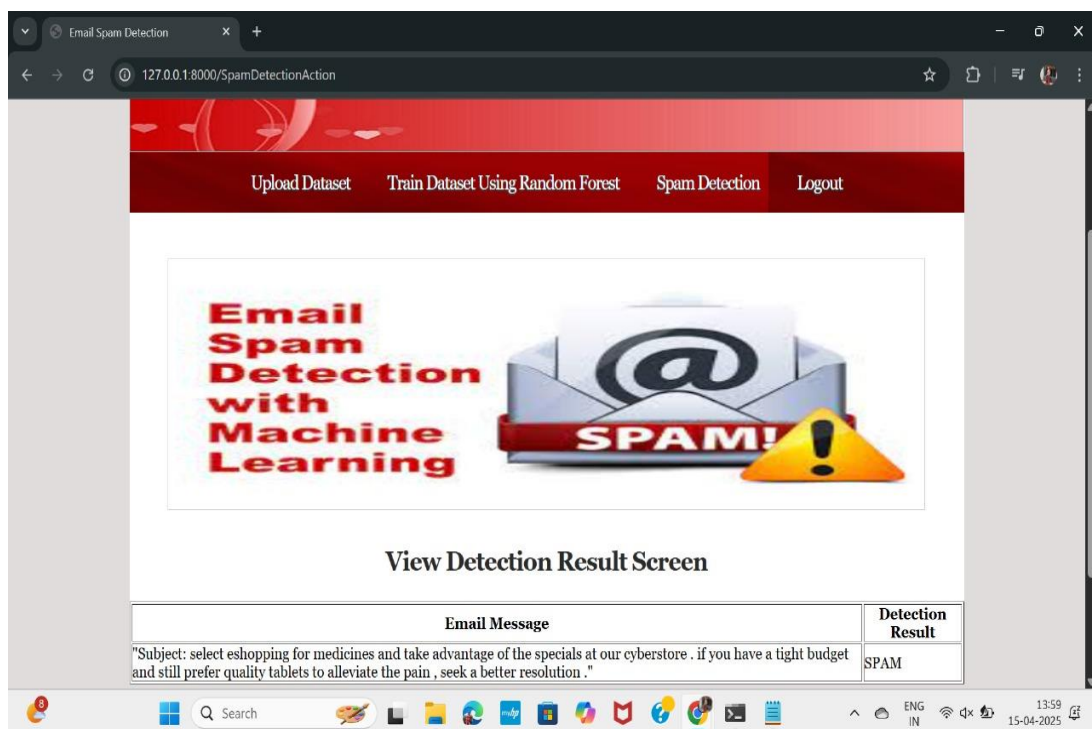 Email Spam Detection
127.0.0.1:8000/SpamDetectionAction
Upload Dataset Train Dataset Using Random Forest Spam Detection Logout
Email
Spam
Detection
with
Machine
Learning
@
SPAM!
!
View Detection Result Screen
Email Message
Detection
Result
"Subject: select eshopping for medicines and take advantage of the specials at our cyberstore . if you have a tight budget
and still prefer quality tablets to alleviate the pain , seek a better resolution ."
SPAM
8
Search
myhp
ENG
IN
13:59
15-04-2025